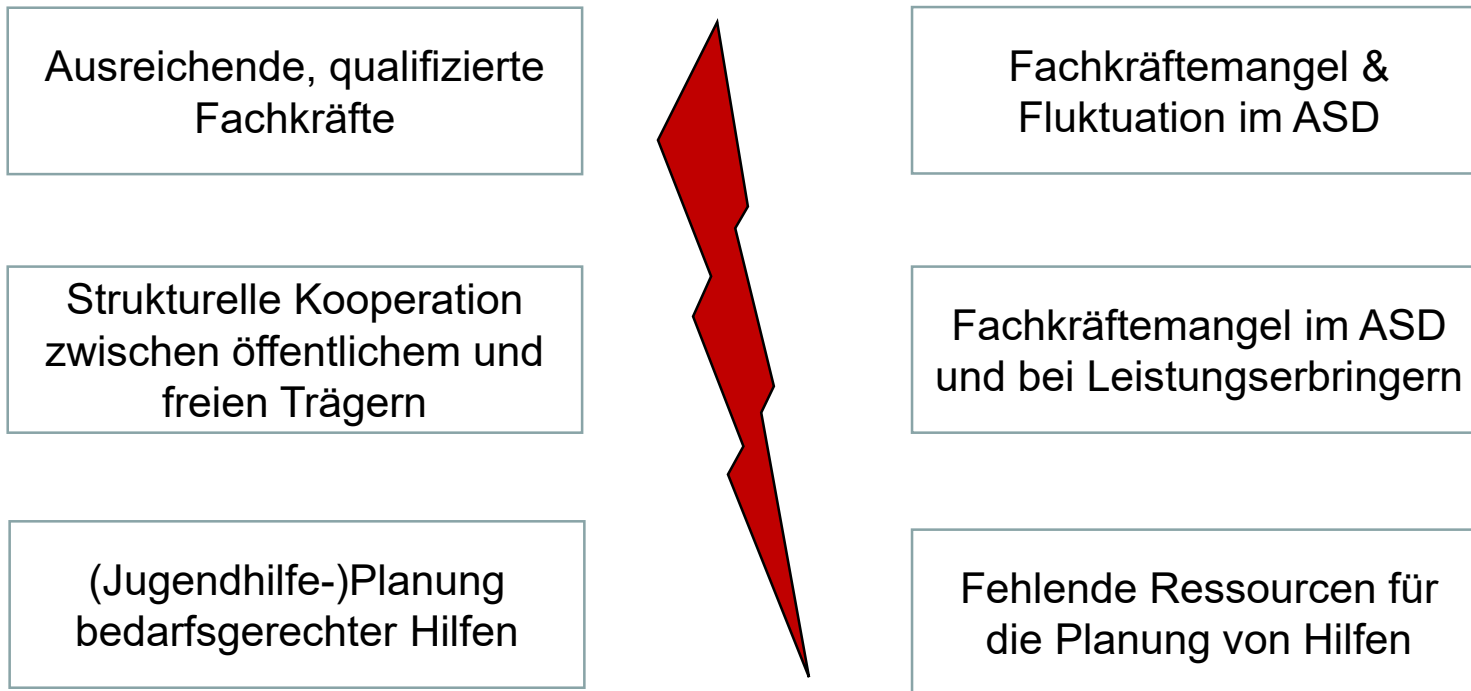 Ausreichende, qualifizierte
Fachkräfte
Fachkräftemangel &
Fluktuation im ASD
Strukturelle Kooperation
zwischen öffentlichem und
freien Trägern
Fachkräftemangel im ASD
und bei Leistungserbringern
(Jugendhilfe-)Planung
bedarfsgerechter Hilfen
Fehlende Ressourcen für
die Planung von Hilfen